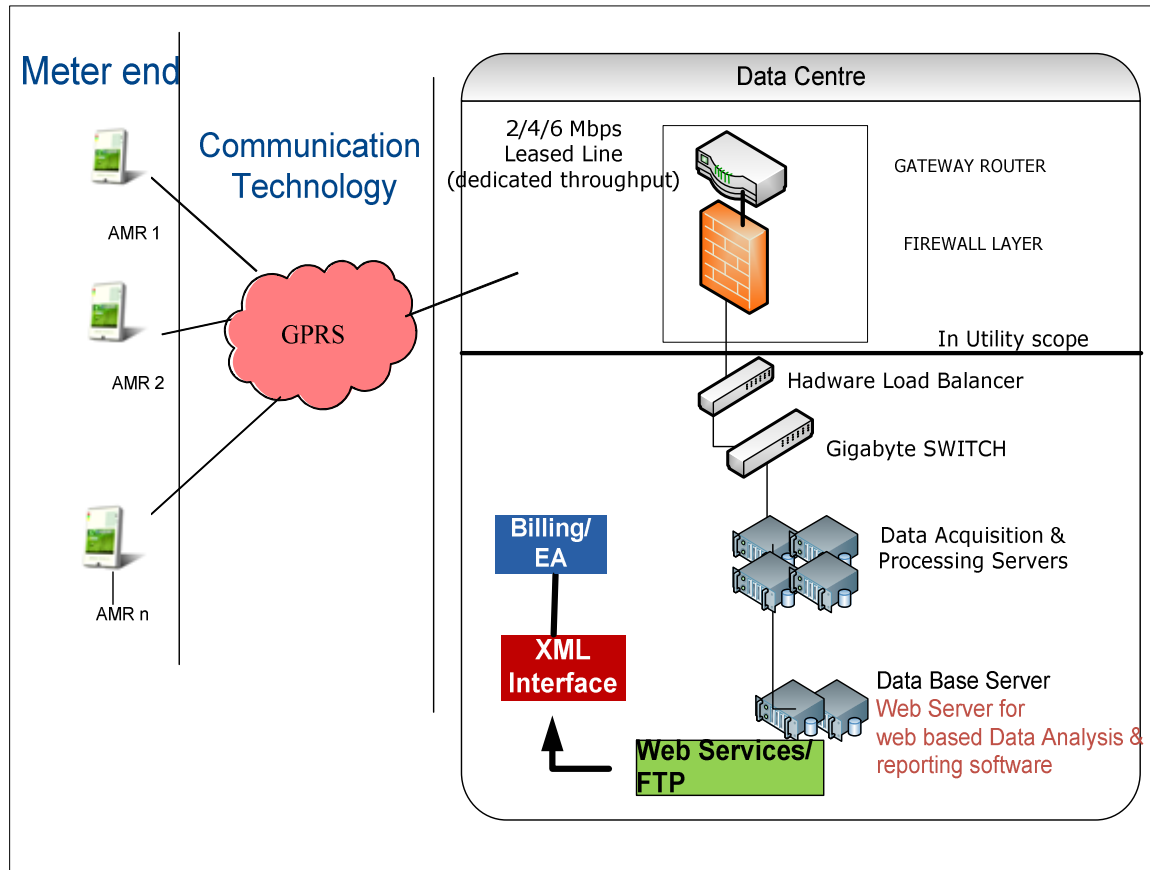 Meter end
AMR 1
AMR 2
AMR n
Communication
Technology
GPRS
Data Centre
2/4/6 Mbps
Leased Line
(dedicated throughput)
GATEWAY ROUTER
FIREWALL LAYER
In Utility scope
Hadware Load Balancer
Gigabyte SWITCH
Data Acquisition &
Processing Servers
Billing/
EA
XML
Interface
Data Base Server
Web Server for
web based Data Analysis &
reporting software
Web Services/
FTP